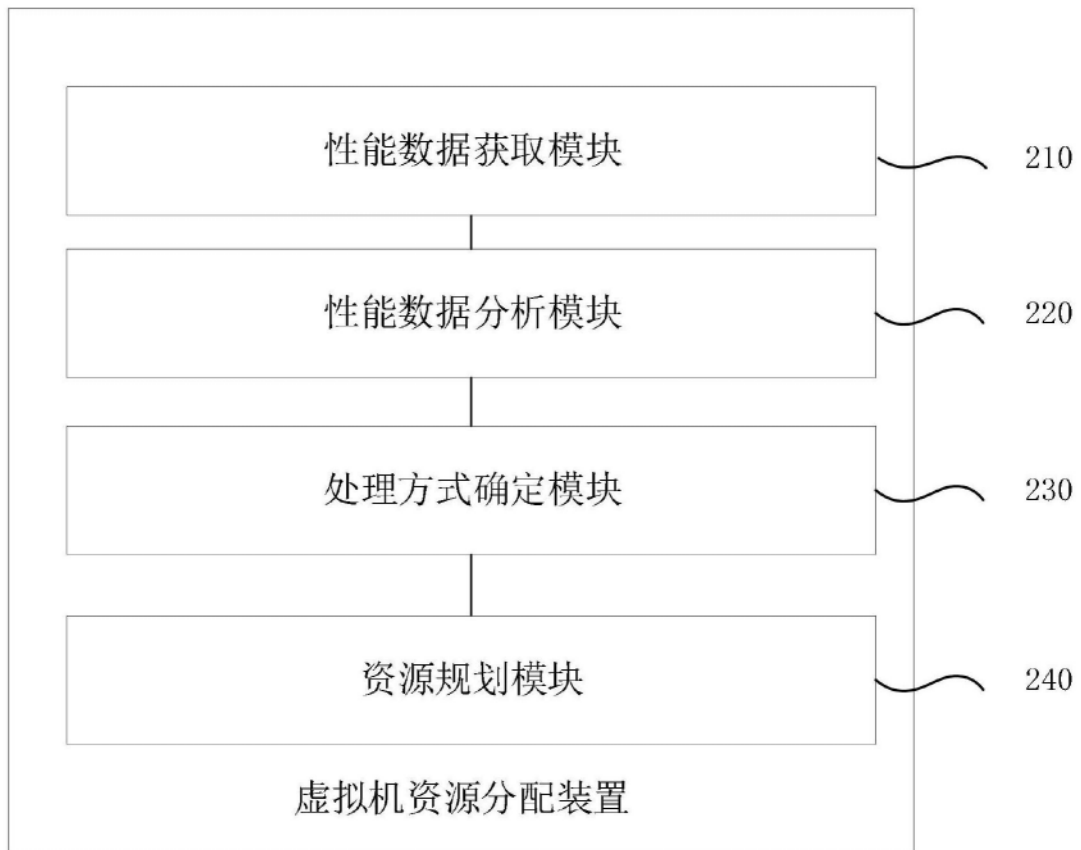 性能数据获取模块
210
性能数据分析模块
220
处理方式确定模块
230
资源规划模块
240
虚拟机资源分配装置